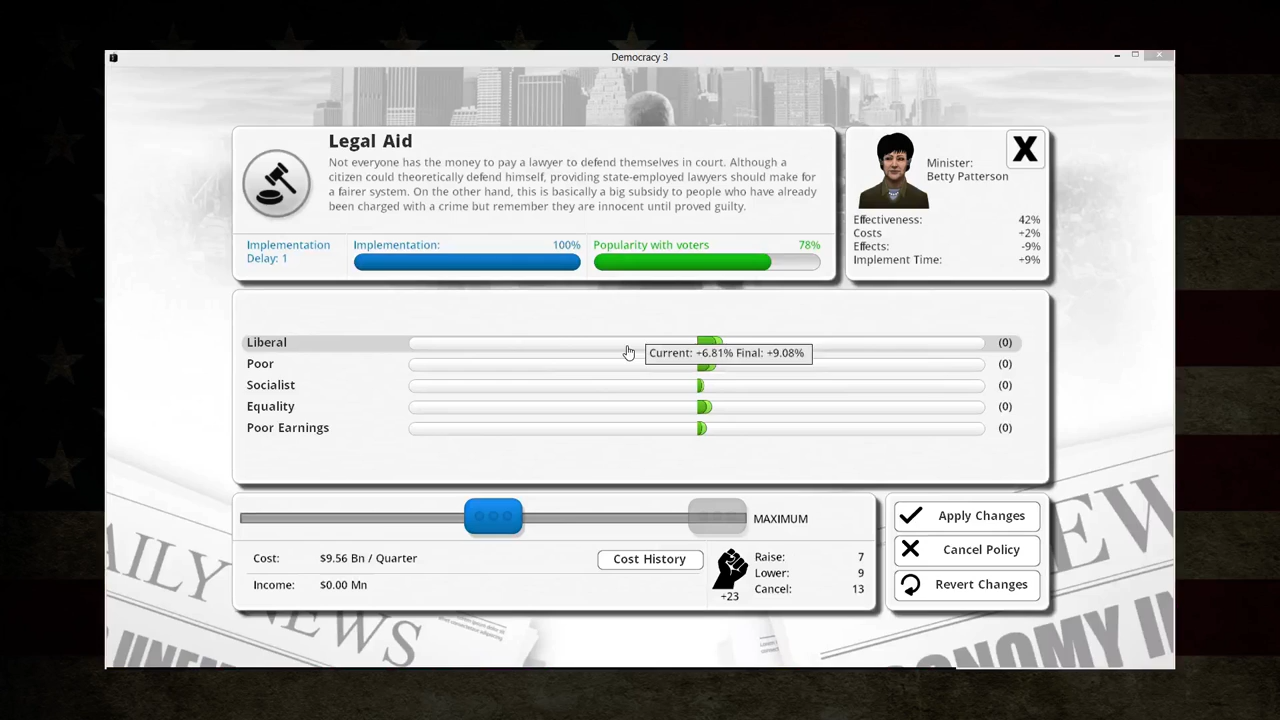 Democracy 3
Legal Aid
Not everyone has the money to pay a lawyer to defend themselves in court. Although a
citizen could theoretically defend himself, providing state-employed lawyers should make for
a fairer system. On the other hand, this is basically a big subsidy to people who have already
been charged with a crime but remember they are innocent until proved guilty.
Implementation
Delay: 1
Implementation: 100%
Popularity with voters 78%
Minister:
Betty Patterson
X
Effectiveness: 42%
Costs +2%
Effects: -9%
Implement Time: +9%
Liberal (0)
Current: +6.81% Final: +9.08%
Poor (0)
Socialist (0)
Equality (0)
Poor Earnings (0)
MAXIMUM
Cost: $9.56 Bn / Quarter
Income: $0.00 Mn
Cost History
+23
Raise: 7
Lower: 9
Cancel: 13
Apply Changes
Cancel Policy
Revert Changes
AILY NEWS
NEW
ONOMY I